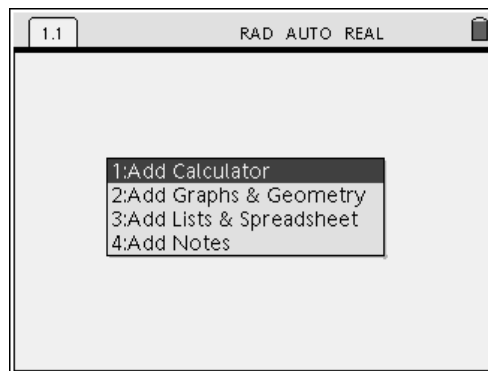 1.1 RAD AUTO REAL
1:Add Calculator
2:Add Graphs & Geometry
3:Add Lists & Spreadsheet
4:Add Notes